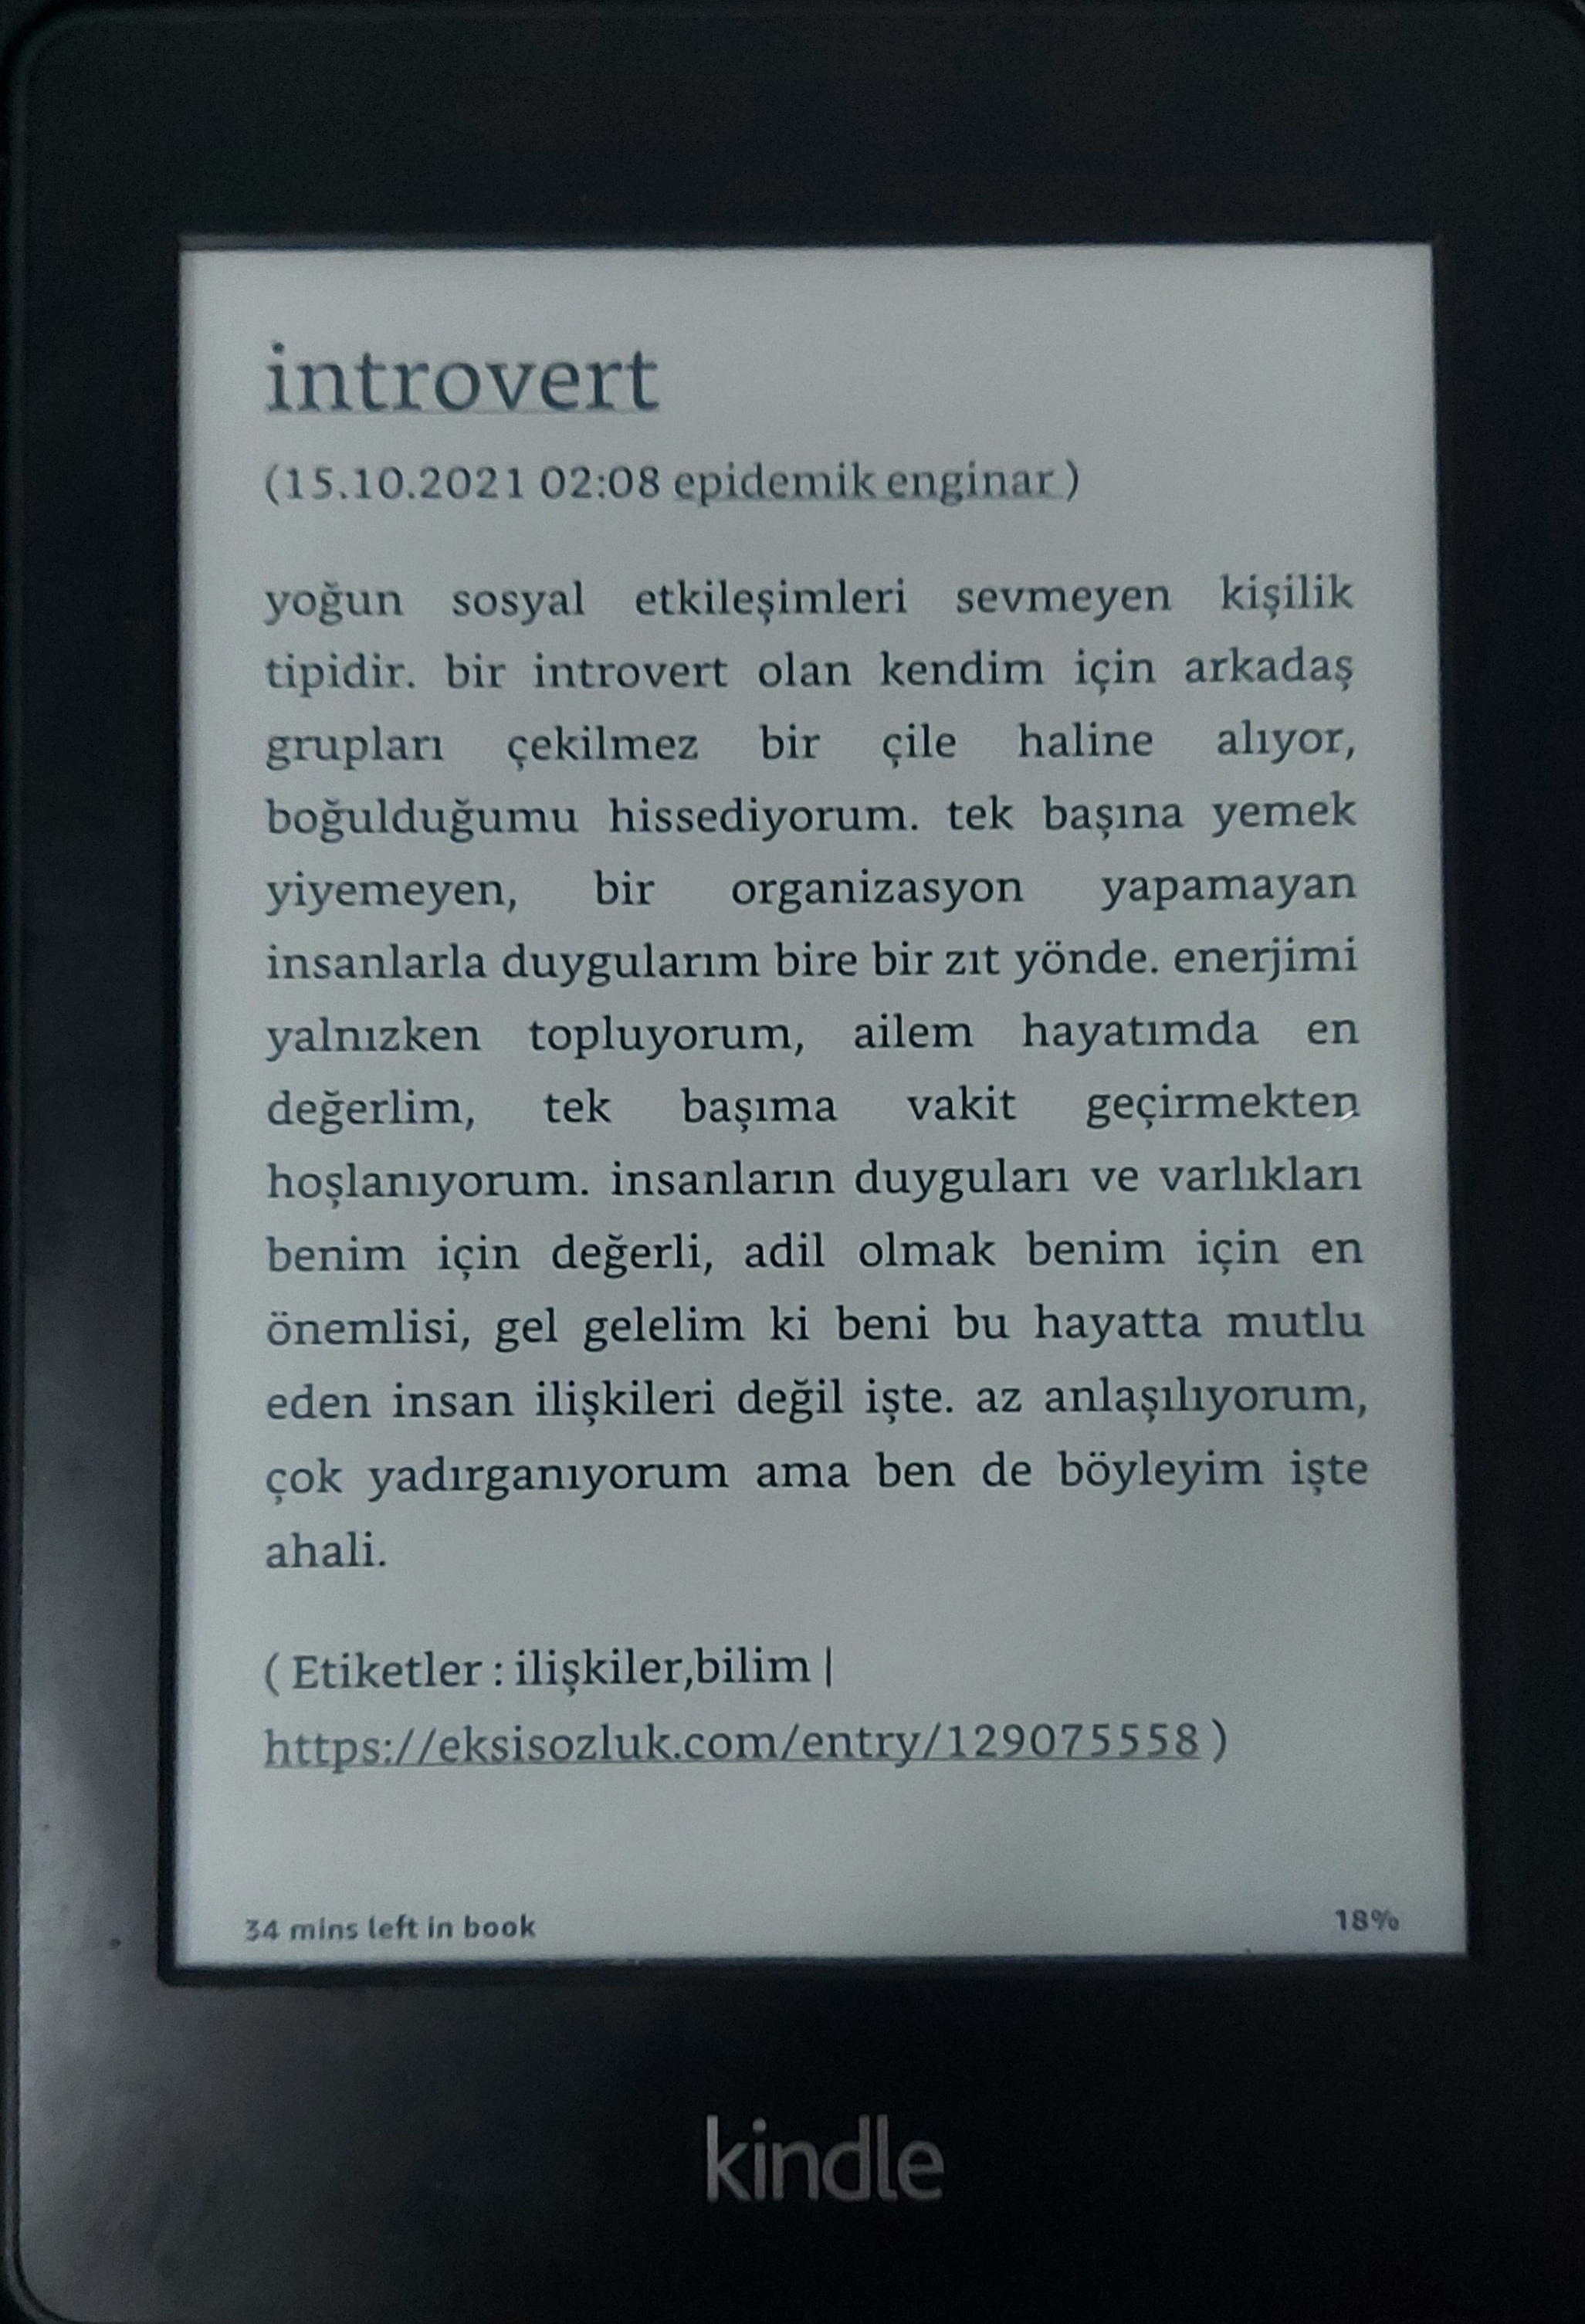 introvert
(15.10.2021 02:08 epidemik enginar )
yoğun sosyal etkileşimleri sevmeyen kişilik
tipidir. bir introvert olan kendim için arkadaş
grupları çekilmez bir çile haline alıyor,
boğulduğumu hissediyorum. tek başına yemek
yiyemeyen, bir organizasyon yapamayan
insanlarla duygularım bire bir zıt yönde. enerjimi
yalnızken topluyorum, ailem hayatımda en
değerlim, tek başıma vakit geçirmekten
hoşlanıyorum. insanların duyguları ve varlıkları
benim için değerli, adil olmak benim için en
önemlisi, gel gelelim ki beni bu hayatta mutlu
eden insan ilişkileri değil işte. az anlaşılıyorum,
çok yadırganıyorum ama ben de böyleyim işte
ahali.
( Etiketler : ilişkiler,bilim |
https://eksisozluk.com/entry/129075558 )
34 mins left in book 18%
kindle